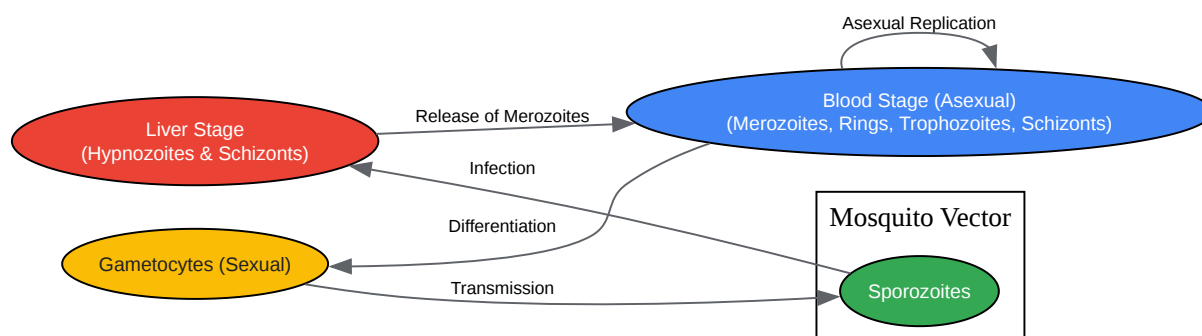 Asexual Replication
Blood Stage (Asexual)
(Merozoites, Rings, Trophozoites, Schizonts)
Liver Stage
(Hypnozoites & Schizonts)
Release of Merozoites
Infection
Mosquito Vector
Differentiation
Gametocytes (Sexual)
Transmission
Sporozoites